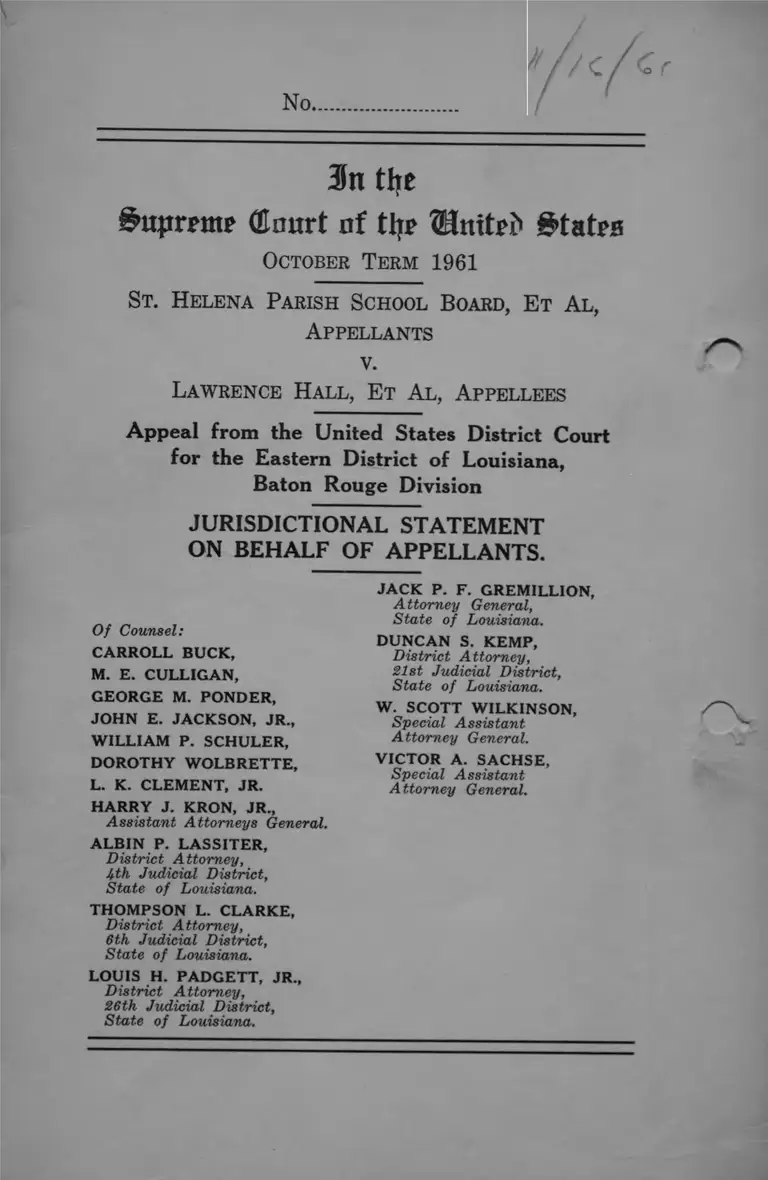 11/16/61
No.........................
In the
Supreme Court of the United States
October Term 1961
St. Helena Parish School Board, Et Al,
Appellants
v.
Lawrence Hall, Et Al, Appellees
Appeal from the United States District Court
for the Eastern District of Louisiana,
Baton Rouge Division
JURISDICTIONAL STATEMENT
ON BEHALF OF APPELLANTS.
Of Counsel:
CARROLL BUCK,
M. E. CULLIGAN,
GEORGE M. PONDER,
JOHN E. JACKSON, JR.,
WILLIAM P. SCHULER,
DOROTHY WOLBRETTE,
L. K. CLEMENT, JR.
HARRY J. KRON, JR.,
Assistant Attorneys General.
ALBIN P. LASSITER,
District Attorney,
4th Judicial District,
State of Louisiana.
THOMPSON L. CLARKE,
District Attorney,
6th Judicial District,
State of Louisiana.
LOUIS H. PADGETT, JR.,
District Attorney,
26th Judicial District,
State of Louisiana.
JACK P. F. GREMILLION,
Attorney General,
State of Louisiana.
DUNCAN S. KEMP,
District Attorney,
21st Judicial District,
State of Louisiana.
W. SCOTT WILKINSON,
Special Assistant
Attorney General.
VICTOR A. SACHSE,
Special Assistant
Attorney General.